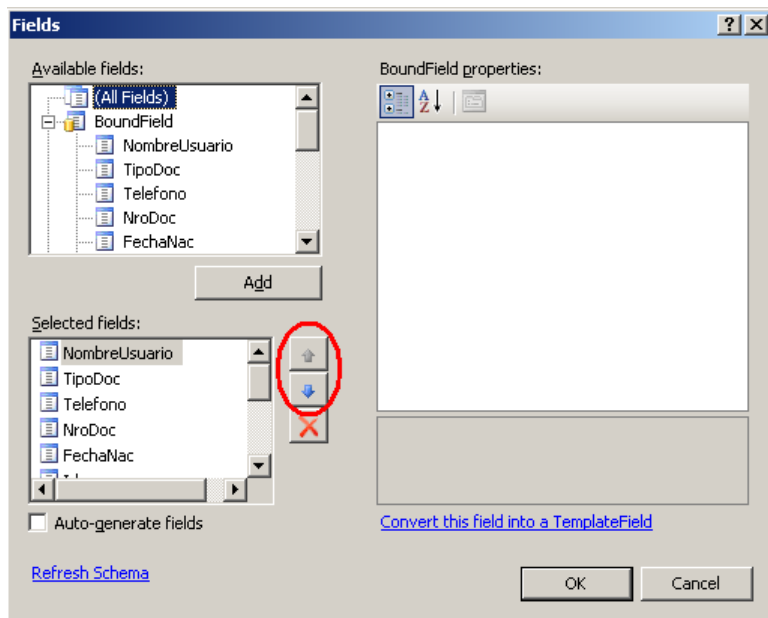 Fields
Available fields:
(All Fields)
BoundField
NombreUsuario
TipoDoc
Telefono
NroDoc
FechaNac
Add
Selected fields:
NombreUsuario
TipoDoc
Telefono
NroDoc
FechaNac
Auto-generate fields
Refresh Schema
BoundField properties:
Convert this field into a TemplateField
OK
Cancel